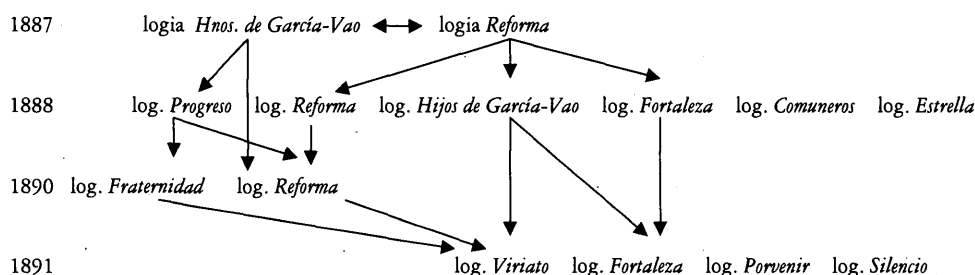 1887 logia Hnos. de García-Vao logia Reforma
1888 log. Progreso log. Reforma log. Hijos de García-Vao log. Fortaleza log. Comuneros log. Estrella
1890 log. Fraternidad log. Reforma
1891 log. Viriato log. Fortaleza log. Porvenir log. Silencio